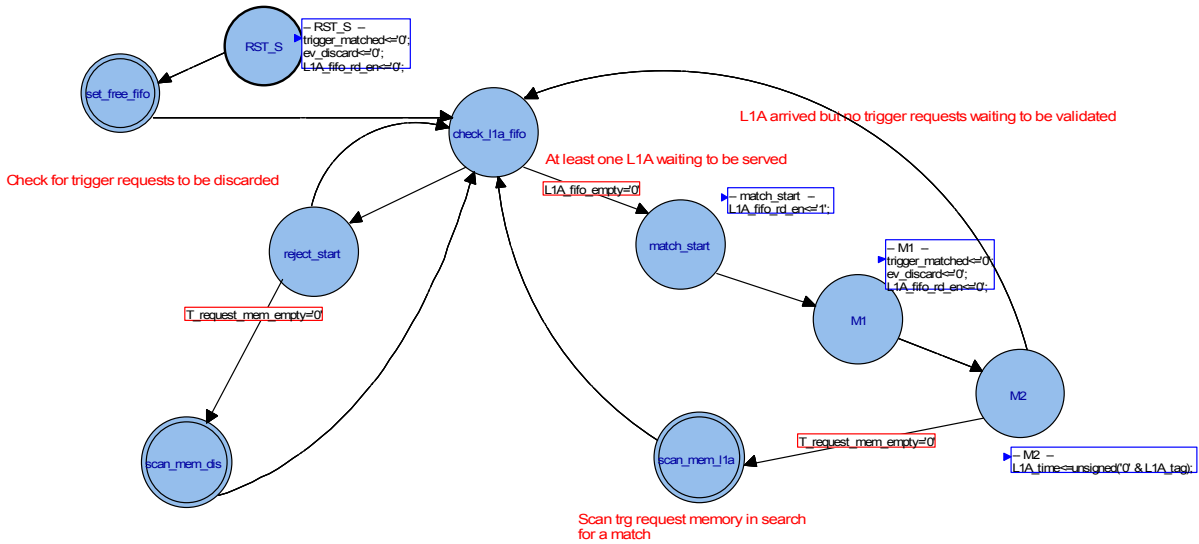 RST_S
-- RST_S --
trigger_matched<='0';
ev_discard<='0';
L1A_fifo_rd_en<='0';
set_free_fifo
check_l1a_fifo
L1A arrived but no trigger requests waiting to be validated
At least one L1A waiting to be served
Check for trigger requests to be discarded
L1A_fifo_empty='0'
-- match_start --
L1A_fifo_rd_en<='1';
reject_start
match_start
-- M1 --
trigger_matched<='0';
ev_discard<='0';
L1A_fifo_rd_en<='0';
T_request_mem_empty='0'
M1
M2
T_request_mem_empty='0'
scan_mem_dis
scan_mem_l1a
-- M2 --
L1A_time<=unsigned('0' & L1A_tag);
Scan trg request memory in search
for a match